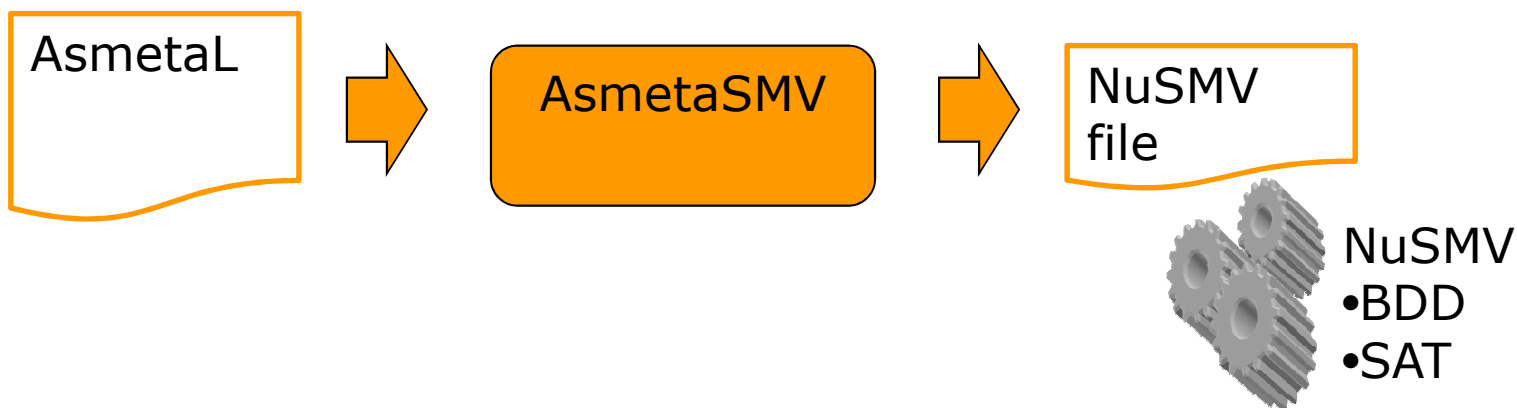 AsmetaL
AsmetaSMV
NuSMV
file
NuSMV
•BDD
•SAT